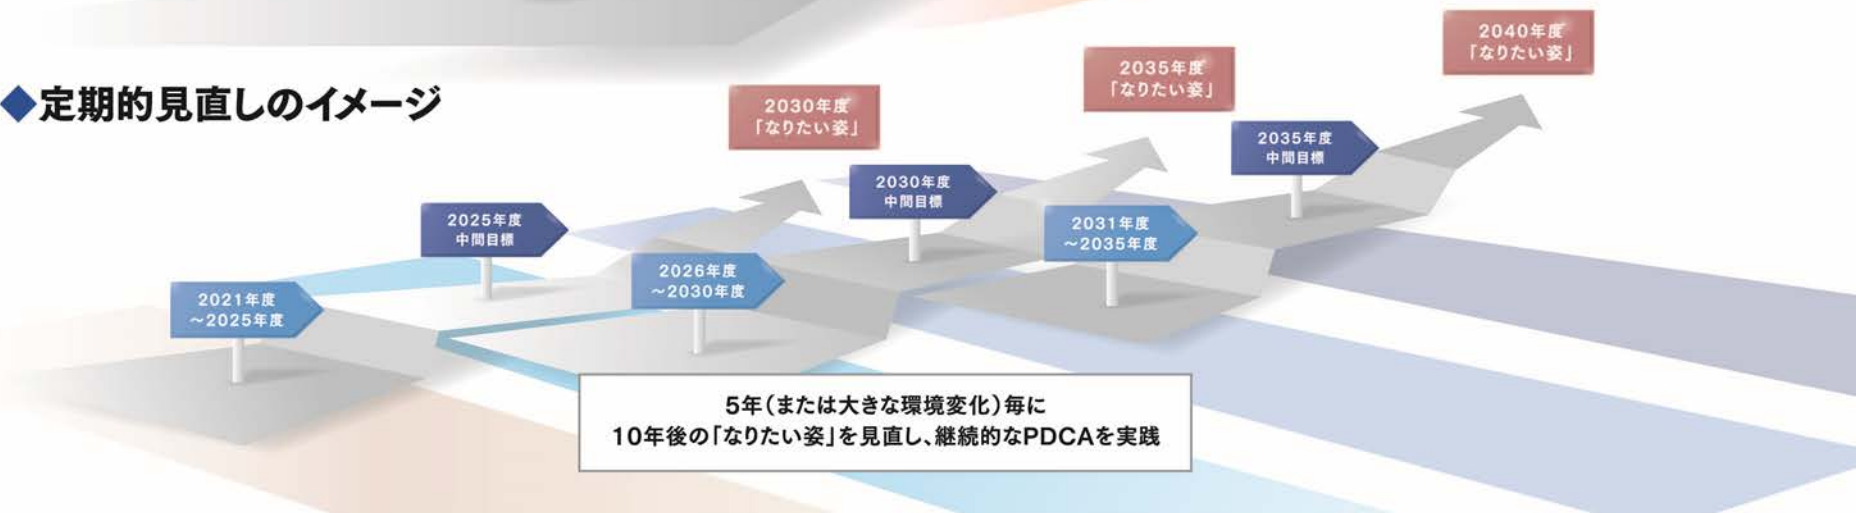 ◆定期的見直しのイメージ
2021年度
～2025年度
2025年度
中間目標
2030年度
「なりたい姿」
2026年度
～2030年度
2030年度
中間目標
2035年度
「なりたい姿」
2031年度
～2035年度
2035年度
中間目標
2040年度
「なりたい姿」
5年（または大きな環境変化）毎に
10年後の「なりたい姿」を見直し、継続的なPDCAを実践